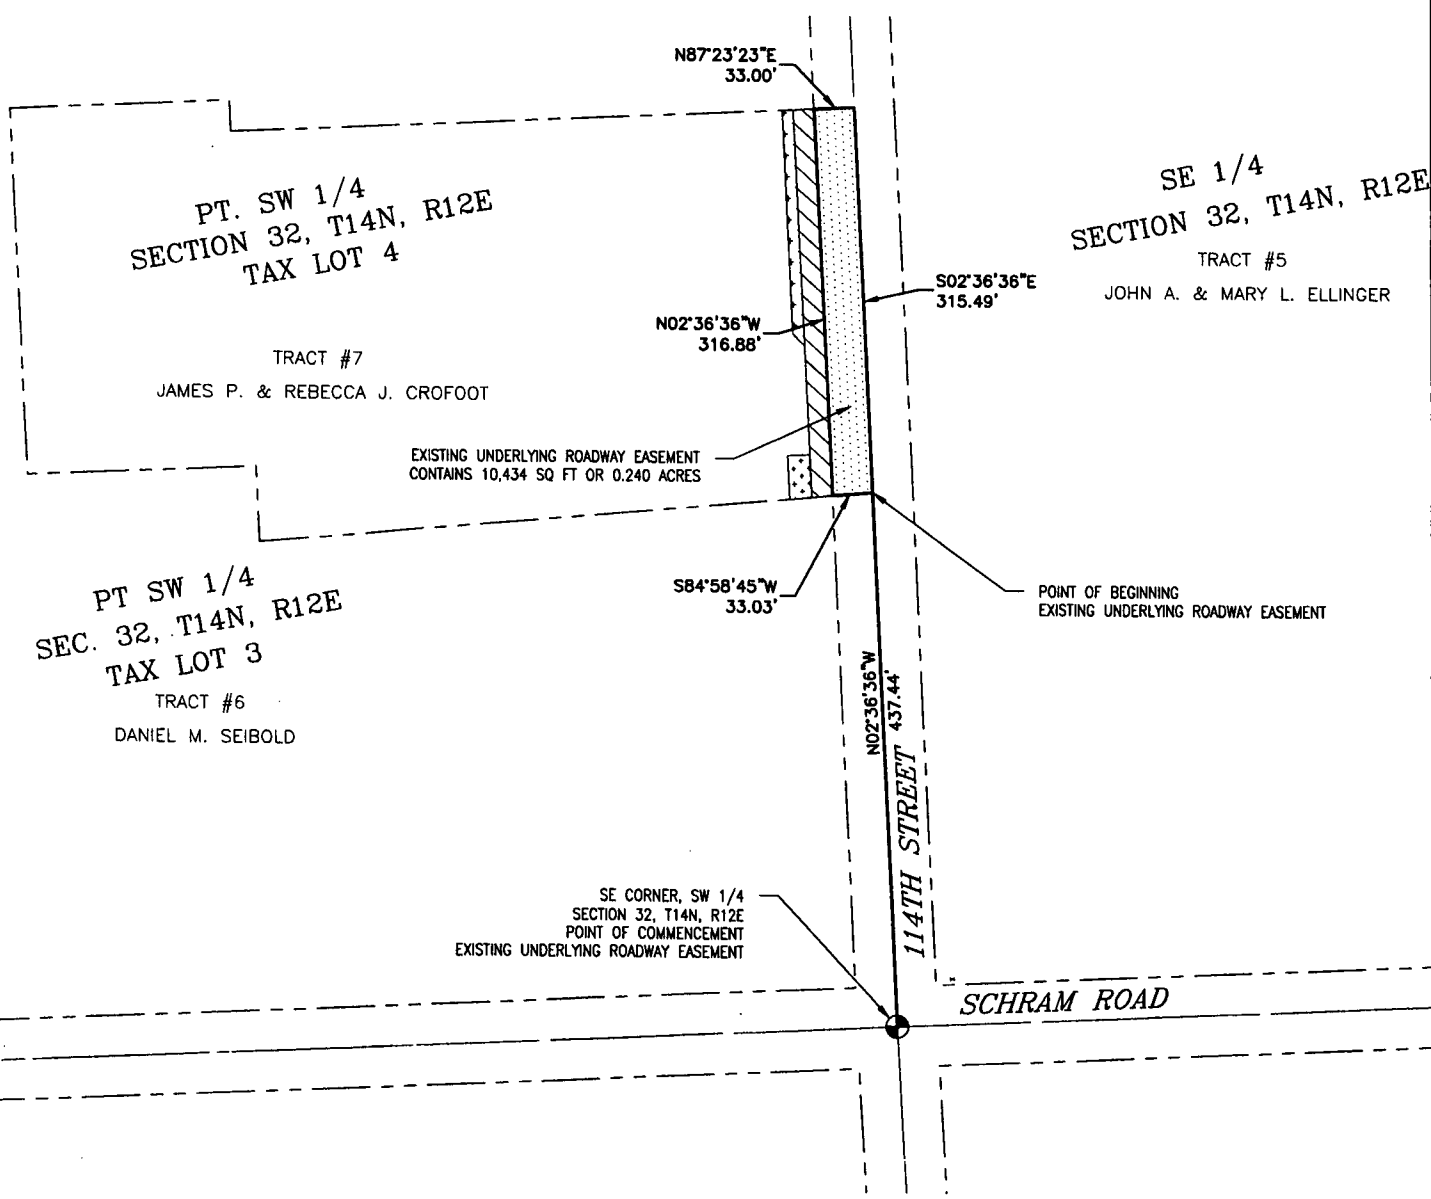 N87°23'23"E
33.00'
PT. SW 1/4
SECTION 32, T14N, R12E
TAX LOT 4
SE 1/4
SECTION 32, T14N, R12E
TRACT #5
JOHN A. & MARY L. ELLINGER
S02°36'36"E
315.49'
N02°36'36"W
316.88'
TRACT #7
JAMES P. & REBECCA J. CROFOOT
EXISTING UNDERLYING ROADWAY EASEMENT
CONTAINS 10,434 SQ FT OR 0.240 ACRES
S84°58'45"W
33.03'
POINT OF BEGINNING
EXISTING UNDERLYING ROADWAY EASEMENT
PT SW 1/4
SEC. 32, T14N, R12E
TAX LOT 3
TRACT #6
DANIEL M. SEIBOLD
N02°36'36"W
437.44'
114TH STREET
SE CORNER, SW 1/4
SECTION 32, T14N, R12E
POINT OF COMMENCEMENT
EXISTING UNDERLYING ROADWAY EASEMENT
SCHRAM ROAD